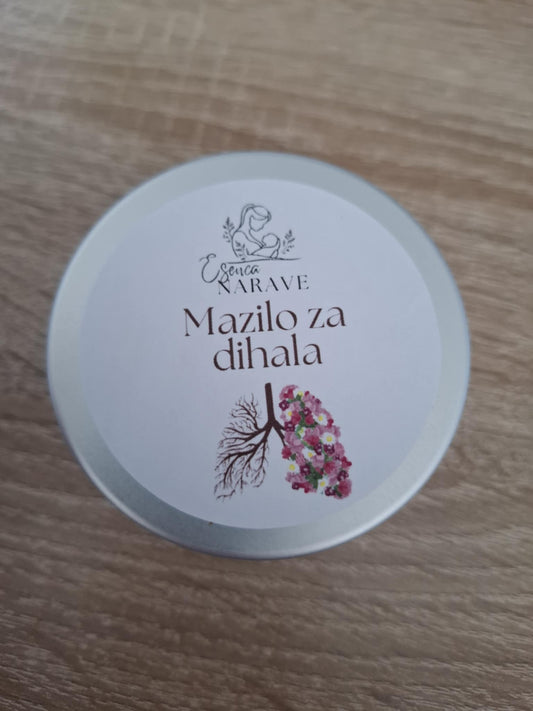 Esenca
NARAVE
Mazilo za
dihala